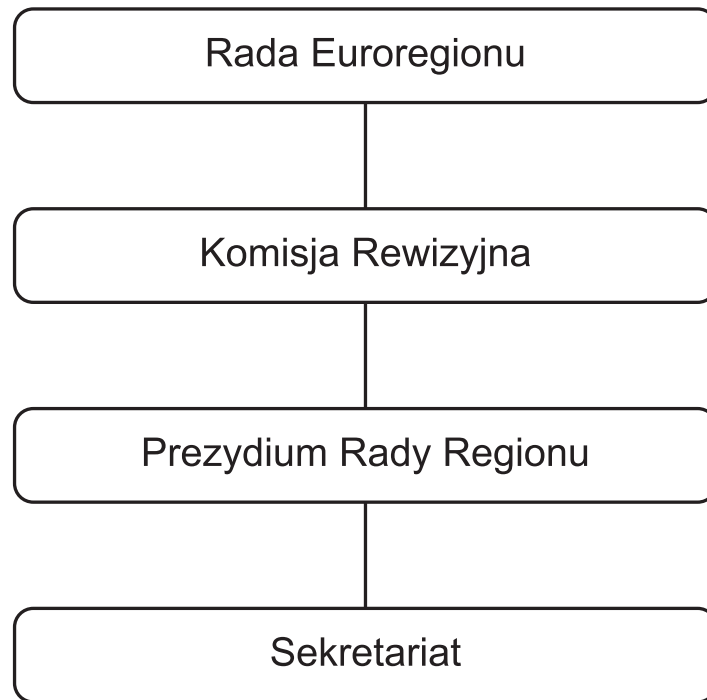 Rada Euroregionu
Komisja Rewizyjna
Prezydium Rady Regionu
Sekretariat